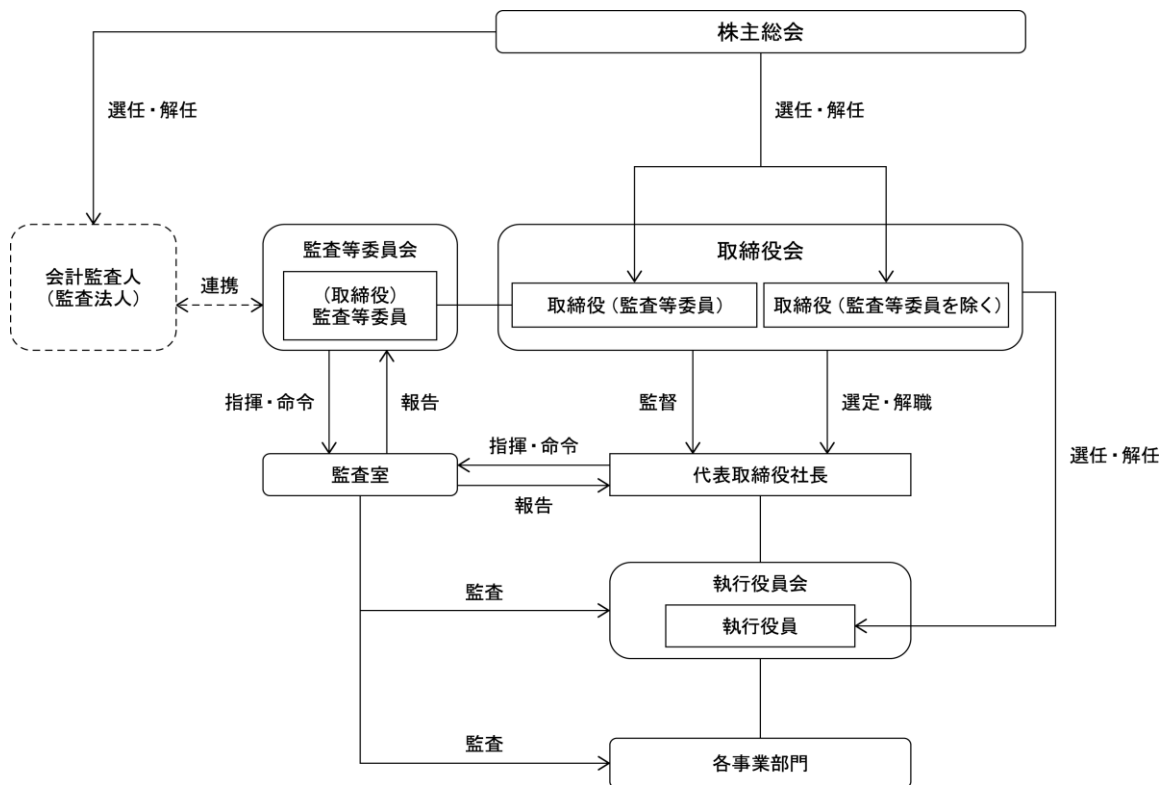 株主総会
選任・解任
選任・解任
会計監査人
（監査法人）
連携
監査等委員会
（取締役）
監査等委員
取締役会
取締役（監査等委員）
取締役（監査等委員を除く）
指揮・命令
報告
監督
選定・解職
選任・解任
監査室
指揮・命令
報告
代表取締役社長
監査
執行役員会
執行役員
監査
各事業部門